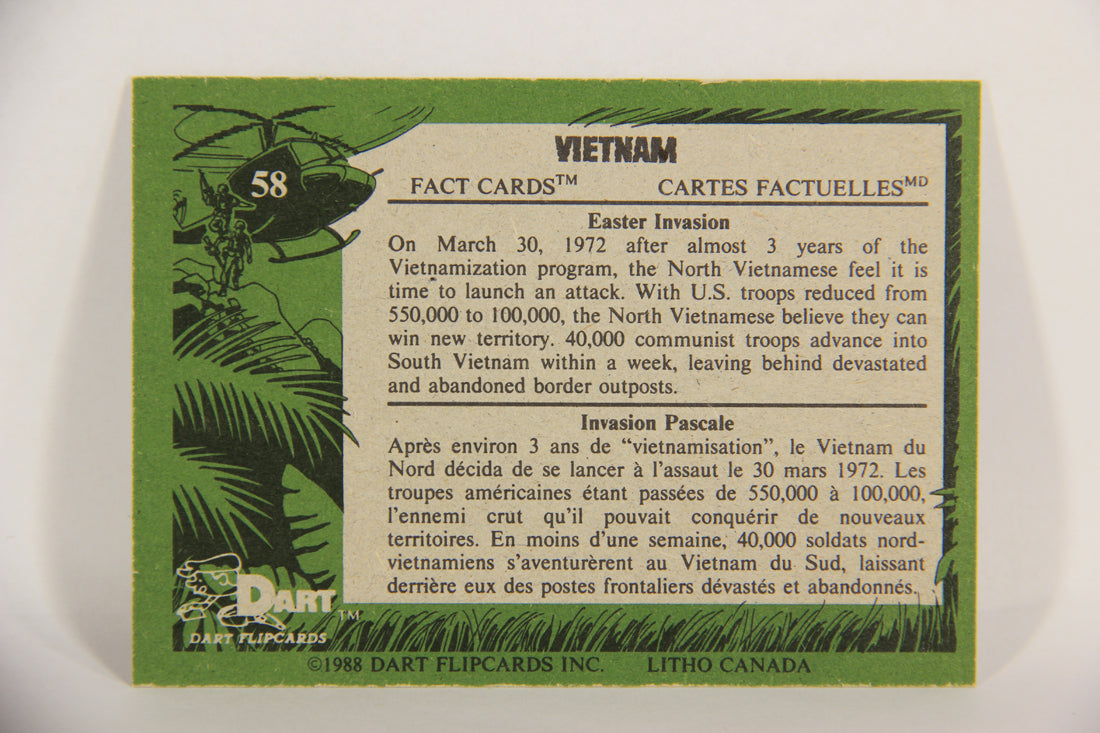 58
VIETNAM
FACT CARDS™ CARTES FACTUELLESMD
Easter Invasion
On March 30, 1972 after almost 3 years of the
Vietnamization program, the North Vietnamese feel it is
time to launch an attack. With U.S. troops reduced from
550,000 to 100,000, the North Vietnamese believe they can
win new territory. 40,000 communist troops advance into
South Vietnam within a week, leaving behind devastated
and abandoned border outposts.
Invasion Pascale
Après environ 3 ans de “vietnamisation”, le Vietnam du
Nord décida de se lancer à l’assaut le 30 mars 1972. Les
troupes américaines étant passées de 550,000 à 100,000,
l’ennemi crut qu’il pouvait conquérir de nouveaux
territoires. En moins d’une semaine, 40,000 soldats nord-
vietnamiens s’aventurèrent au Vietnam du Sud, laissant
derrière eux des postes frontaliers dévastés et abandonnés.
DART™
DART FLIPCARDS
©1988 DART FLIPCARDS INC. LITHO CANADA